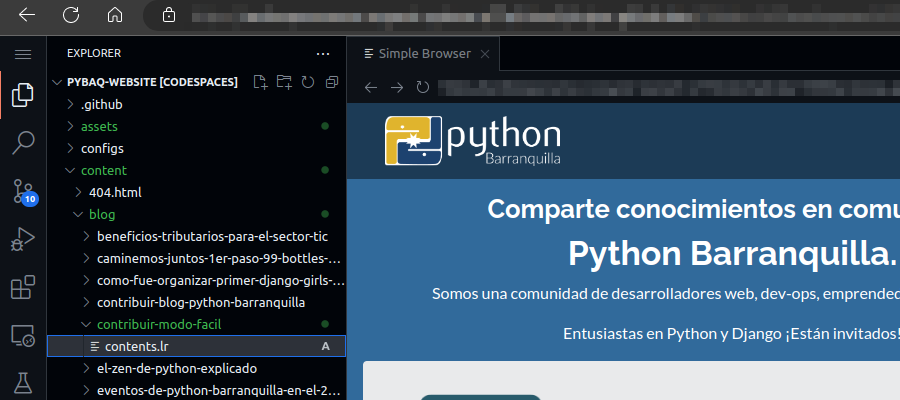 EXPLORER
PYBAQ-WEBSITE [CODESPACES]
.github
assets
configs
content
404.html
blog
beneficios-tributarios-para-el-sector-tic
caminemos-juntos-1er-paso-99-bottles-...
como-fue-organizar-primer-django-girls-...
contribuir-blog-python-barranquilla
contribuir-modo-facil
contents.lr A
el-zen-de-python-explicado
eventos-de-python-barranquilla-en-el-2...
10
Simple Browser
python
Barranquilla
Comparte conocimientos en comu
Python Barranquilla.
Somos una comunidad de desarrolladores web, dev-ops, emprended
Entusiastas en Python y Django ¡Están invitados!